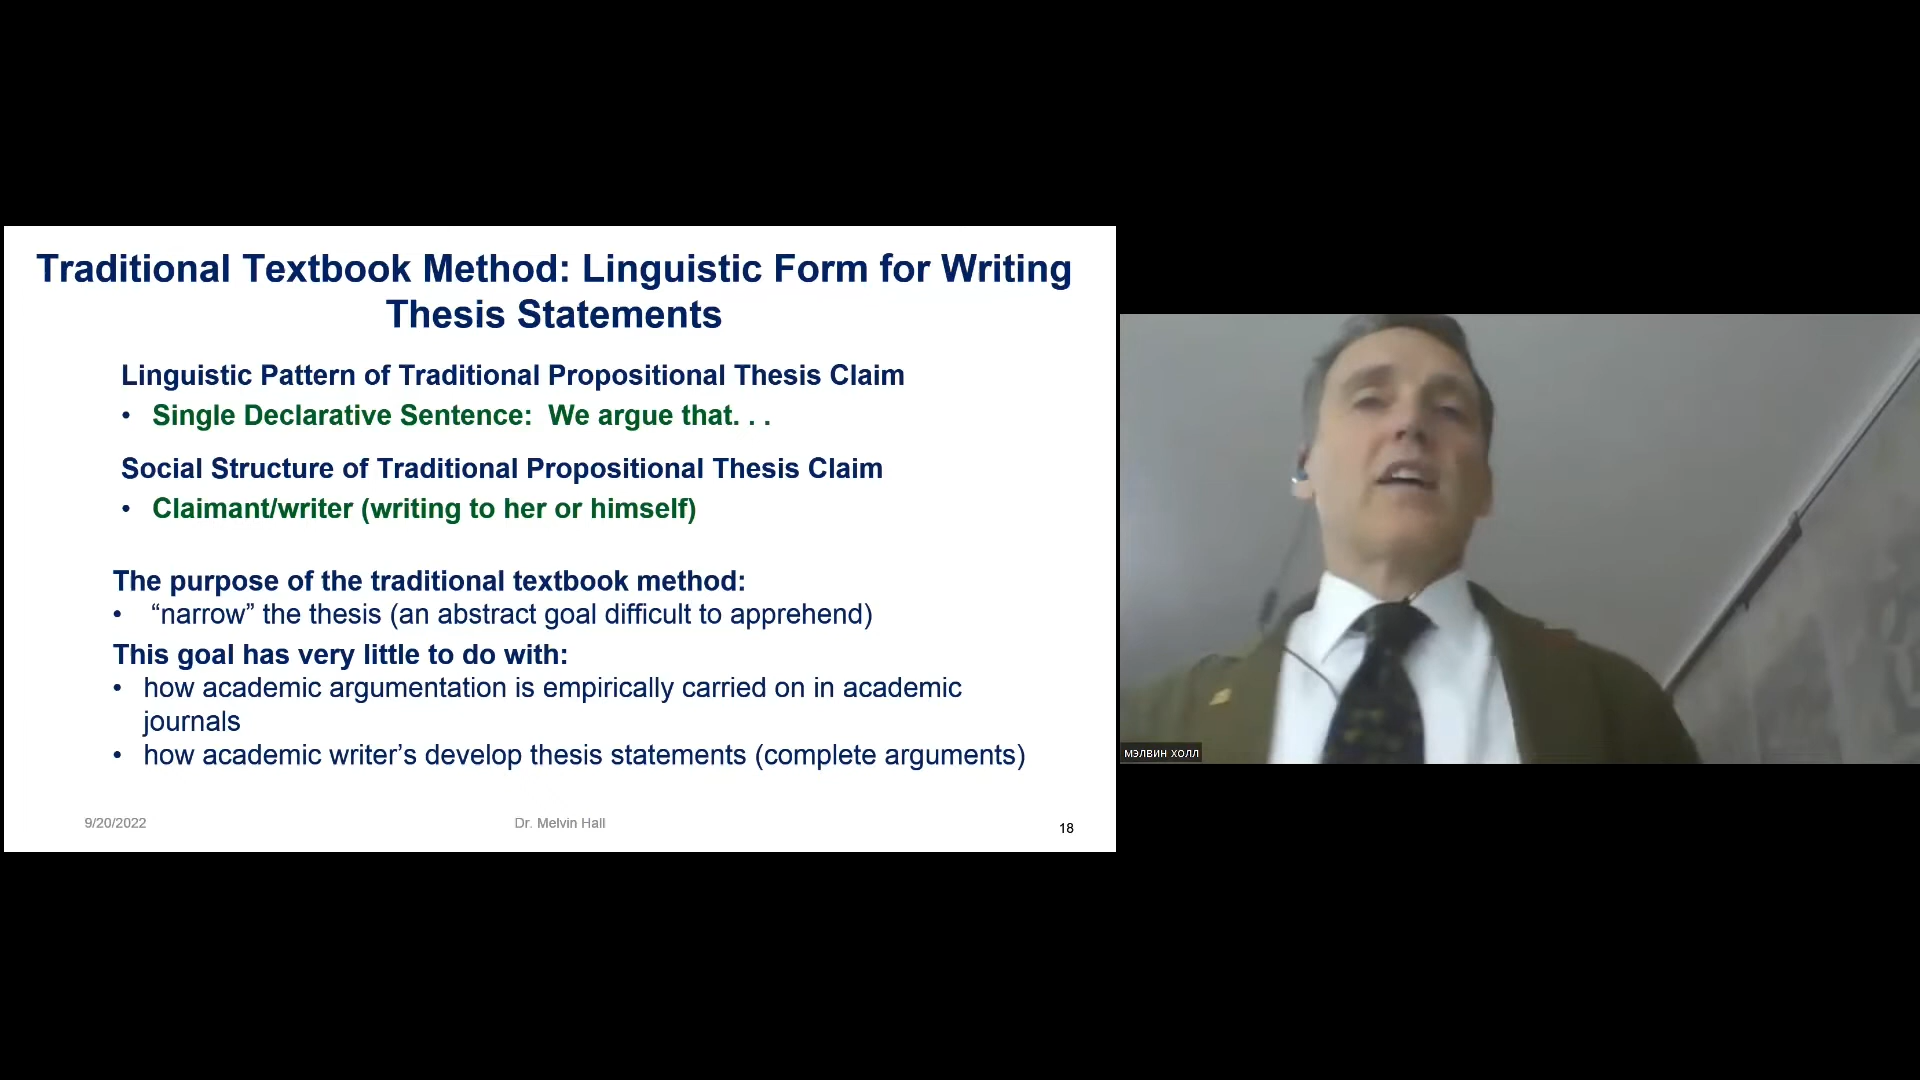 Traditional Textbook Method: Linguistic Form for Writing
Thesis Statements
Linguistic Pattern of Traditional Propositional Thesis Claim
• Single Declarative Sentence:  We argue that. . .
Social Structure of Traditional Propositional Thesis Claim
• Claimant/writer (writing to her or himself)
The purpose of the traditional textbook method:
• “narrow” the thesis (an abstract goal difficult to apprehend)
This goal has very little to do with:
• how academic argumentation is empirically carried on in academic
journals
• how academic writer’s develop thesis statements (complete arguments)
9/20/2022
Dr. Melvin Hall
18
мэлвин холл